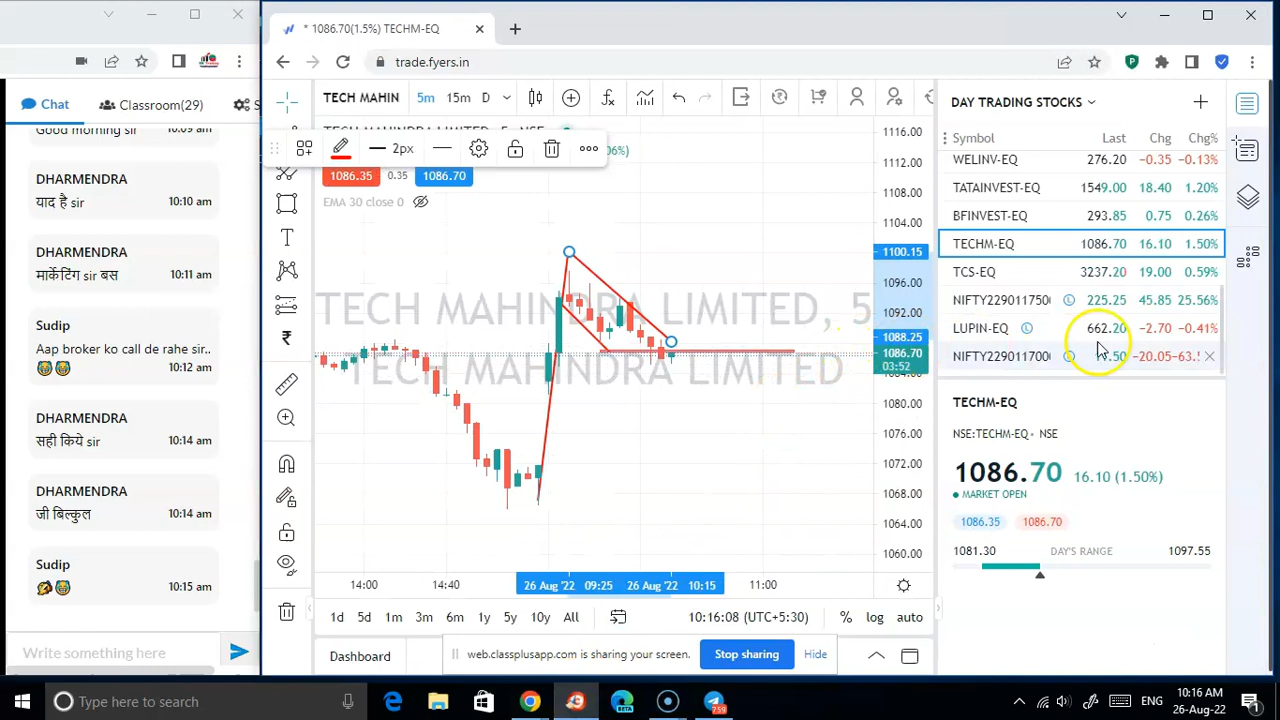 Chat
Classroom(29)
S
Good morning sir
10:09 am
DHARMENDRA
याद है sir
10:10 am
DHARMENDRA
मार्केटिंग sir बस
10:11 am
Sudip
Aap broker ko call de rahe sir..
10:12 am
DHARMENDRA
सही किये sir
10:14 am
DHARMENDRA
जी बिल्कुल
10:14 am
Sudip
10:15 am
Write something here
* 1086.70(1.5%) TECHM-EQ
trade.fyers.in
TECH MAHIN
5m 15m D
2px
1086.35 0.35 1086.70
EMA 30 close 0
TECH MAHINDRA LIMITED, 5
TECH MAHINDRA LIMITED
1116.00
1112.00
1108.00
1104.00
1100.15
1096.00
1092.00
1088.25
1086.70
03:52
1080.00
1076.00
1072.00
1068.00
1064.00
1060.00
14:00 14:40 26 Aug '22 09:25 26 Aug '22 10:15 11:00
1d 5d 1m 3m 6m 1y 5y 10y All
10:16:08 (UTC+5:30)
% log auto
Dashboard
web.classplusapp.com is sharing your screen.
Stop sharing
Hide
DAY TRADING STOCKS
Symbol Last Chg Chg%
WELINV-EQ 276.20 -0.35 -0.13%
TATAINVEST-EQ 1549.00 18.40 1.20%
BFINVEST-EQ 293.85 0.75 0.26%
TECHM-EQ 1086.70 16.10 1.50%
TCS-EQ 3237.20 19.00 0.59%
NIFTY229011750( 225.25 45.85 25.56%
LUPIN-EQ 662.20 -2.70 -0.41%
NIFTY229011700( -20.05
TECHM-EQ
NSE:TECHM-EQ • NSE
1086.70 16.10 (1.50%)
MARKET OPEN
1086.35 1086.70
1081.30 DAY'S RANGE 1097.55
Type here to search
259
ENG
10:16 AM
26-Aug-22
1